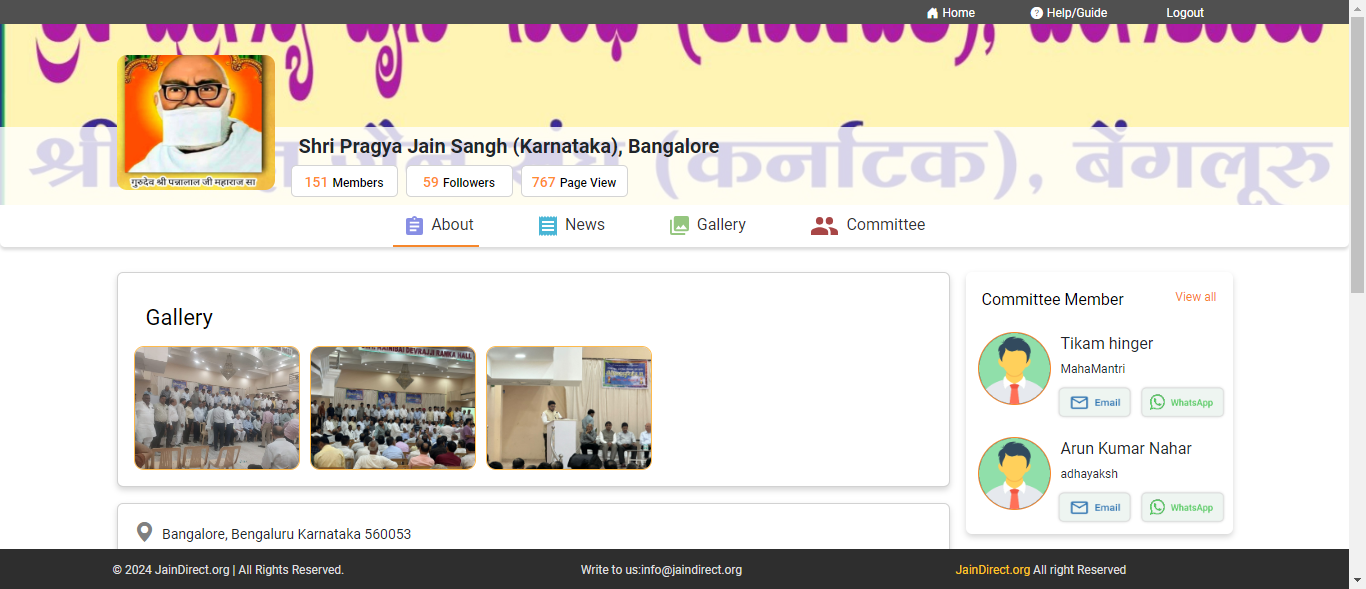 Home
Help/Guide
Logout
श्री
(कर्नाटक), बेंगलूरु
गुरुदेव श्री पन्नालाल जी महाराज सा
Shri Pragya Jain Sangh (Karnataka), Bangalore
151 Members
59 Followers
767 Page View
About
News
Gallery
Committee
Gallery
HALL
Bangalore, Bengaluru Karnataka 560053
Committee Member
View all
Tikam hinger
MahaMantri
Email
WhatsApp
Arun Kumar Nahar
adhayaksh
Email
WhatsApp
© 2024 JainDirect.org | All Rights Reserved.
Write to us:info@jaindirect.org
JainDirect.org All right Reserved